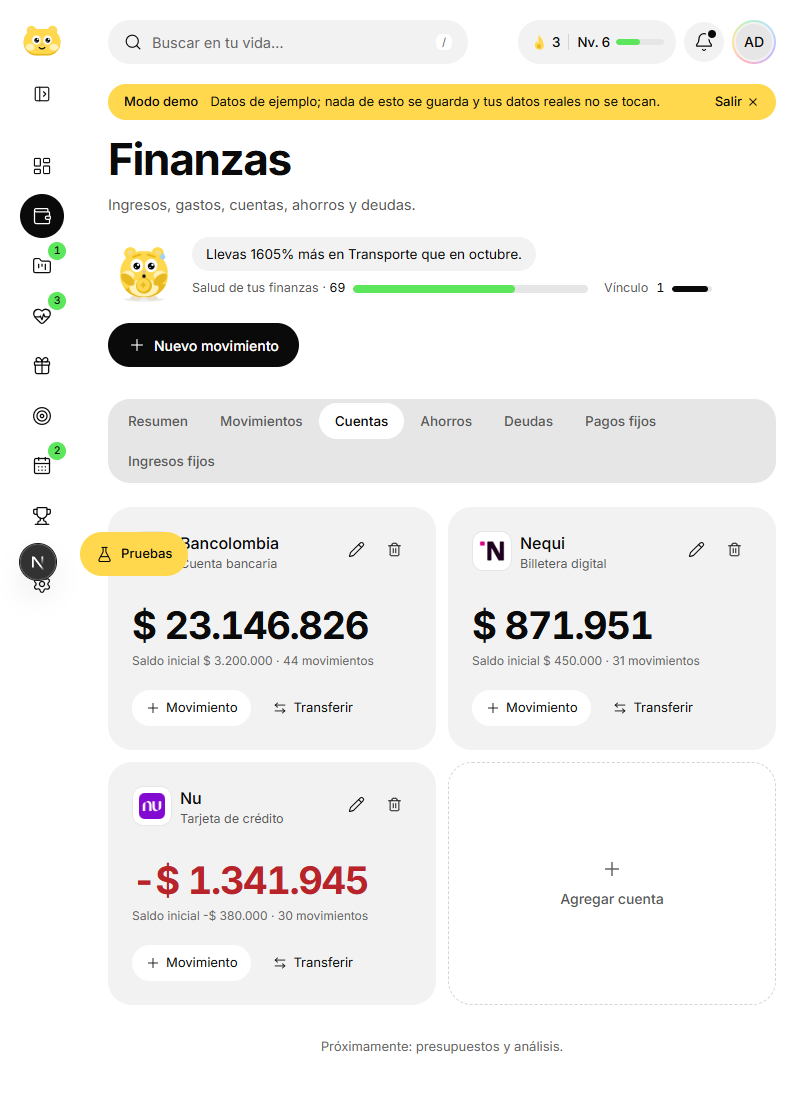 Buscar en tu vida...
/
3
Nv. 6
AD
Modo demo Datos de ejemplo; nada de esto se guarda y tus datos reales no se tocan.
Salir ×
Finanzas
Ingresos, gastos, cuentas, ahorros y deudas.
Llevas 1605% más en Transporte que en octubre.
Salud de tus finanzas · 69
Vínculo 1
+ Nuevo movimiento
1
3
2
Resumen
Movimientos
Cuentas
Ahorros
Deudas
Pagos fijos
Ingresos fijos
N
Pruebas
Bancolombia
Cuenta bancaria
$ 23.146.826
Saldo inicial $ 3.200.000 · 44 movimientos
+ Movimiento
Transferir
N
Nequi
Billetera digital
$ 871.951
Saldo inicial $ 450.000 · 31 movimientos
+ Movimiento
Transferir
nu
Nu
Tarjeta de crédito
-$ 1.341.945
Saldo inicial -$ 380.000 · 30 movimientos
+ Movimiento
Transferir
+
Agregar cuenta
Próximamente: presupuestos y análisis.